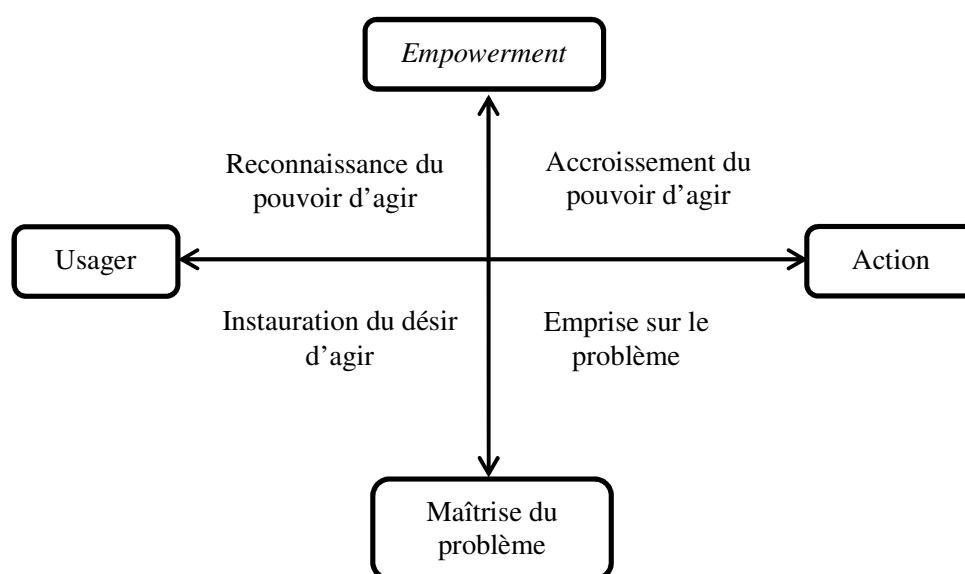 Empowerment
Reconnaissance du
pouvoir d’agir
Accroissement du
pouvoir d’agir
Usager
Action
Instauration du désir
d’agir
Emprise sur le
problème
Maîtrise du
problème